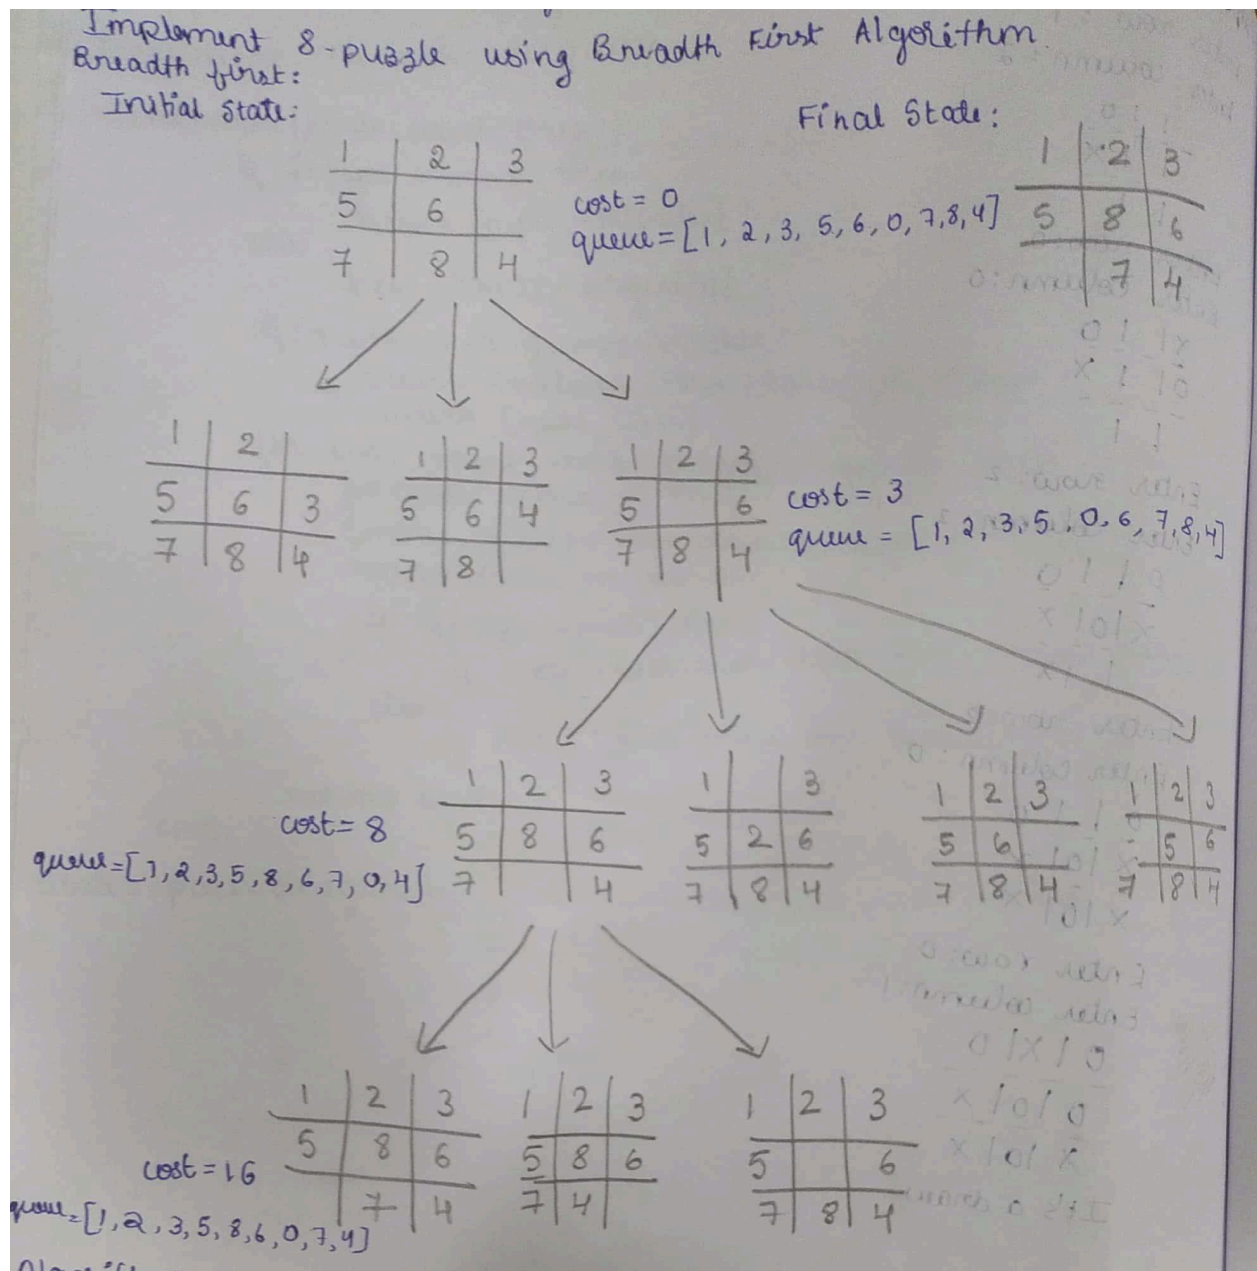 Implement 8-puzzle using Breadth First Algorithm
Breadth first:
Initial State:
Final State:
1 2 3
5 6
7 8 4
cost = 0
queue = [1, 2, 3, 5, 6, 0, 7, 8, 4]
1 2 3
5 8 6
7 4
1 2
5 6 3
7 8 4
1 2 3
5 6 4
7 8
1 2 3
5 6
7 8 4
cost = 3
queue = [1, 2, 3, 5, 0, 6, 7, 8, 4]
cost = 8
queue = [1, 2, 3, 5, 8, 6, 7, 0, 4]
1 2 3
5 8 6
7 4
1 3
5 2 6
7 8 4
1 2 3
5 6
7 8 4
1 2 3
5 6
7 8 4
1 2 3
5 8 6
7 4
1 2 3
5 8 6
7 4
1 2 3
5 6
7 8 4
cost = 16
queue = [1, 2, 3, 5, 8, 6, 0, 7, 4]